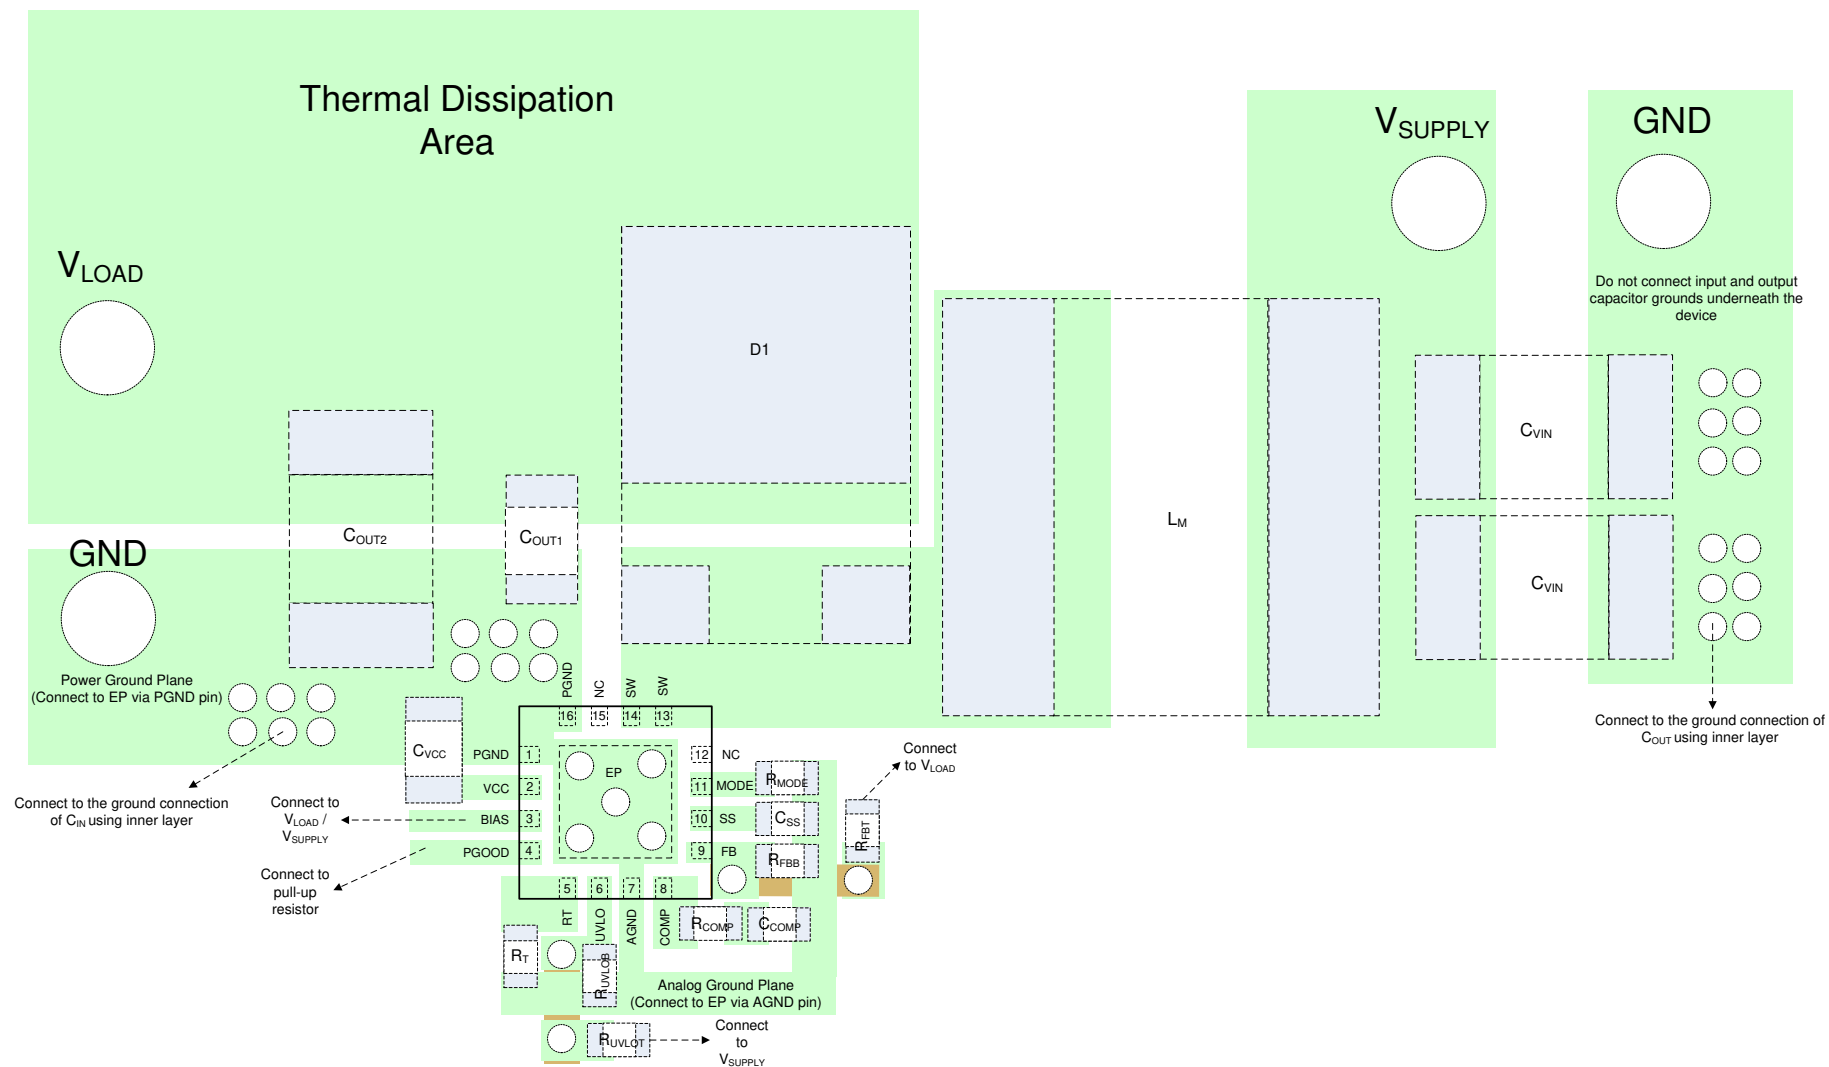 Thermal Dissipation
Area
VSUPPLY
GND
VLOAD
Do not connect input and output
capacitor grounds underneath the
device
D1
CVIN
LM
COUT2
COUT1
GND
CVIN
Power Ground Plane
(Connect to EP via PGND pin)
PGND
NC
SW
SW
16
15
14
13
Connect to the ground connection of
COUT using inner layer
CVCC
PGND
1
12
NC
Connect
to VLOAD
EP
VCC
2
11
MODE
RMODE
Connect to the ground connection
of CIN using inner layer
Connect to
VLOAD /
VSUPPLY
BIAS
3
10
SS
CSS
RFBT
PGOOD
4
9
FB
RFBB
Connect to
pull-up
resistor
5
6
7
8
RT
UVLO
AGND
COMP
RCOMP
CCOMP
RT
RUVLOB
Analog Ground Plane
(Connect to EP via AGND pin)
RUVLOT
Connect
to
VSUPPLY